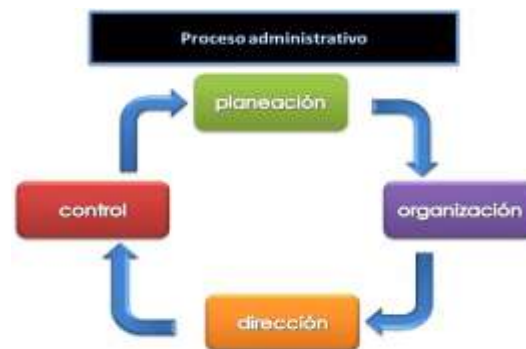 Proceso administrativo
planeación
control
organización
dirección